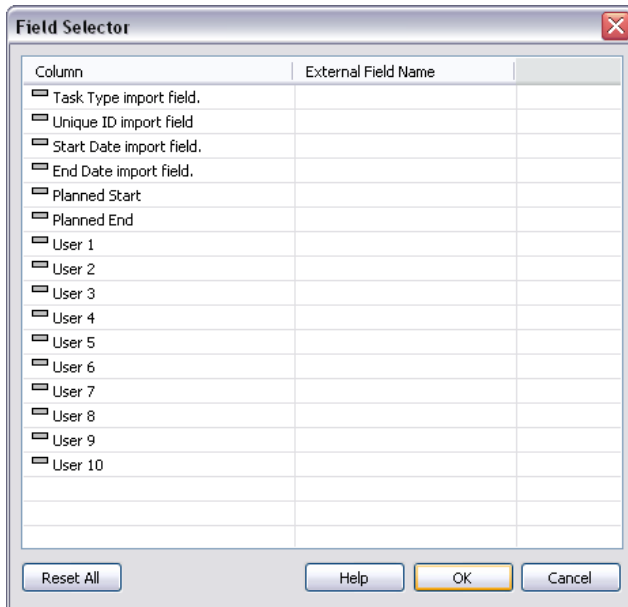 Field Selector
Column External Field Name
Task Type import field.
Unique ID import field
Start Date import field.
End Date import field.
Planned Start
Planned End
User 1
User 2
User 3
User 4
User 5
User 6
User 7
User 8
User 9
User 10
Reset All Help OK Cancel